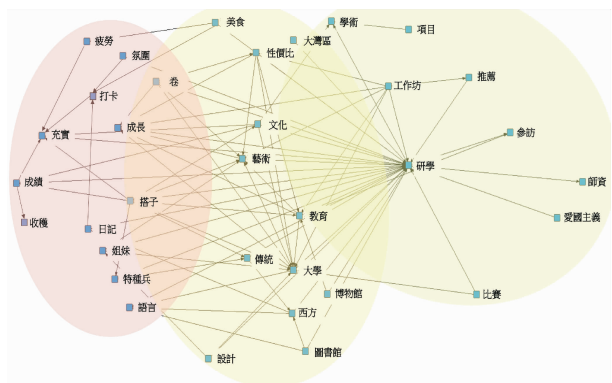 美食
學術
項目
疲勞
大灣區
氛圍
性價比
卷
工作坊
推薦
打卡
成長
文化
充實
參訪
藝術
研學
成績
師資
搭子
教育
收穫
日記
愛國主義
姐妹
傳統
大學
特種兵
博物館
比賽
語言
西方
設計
圖書館